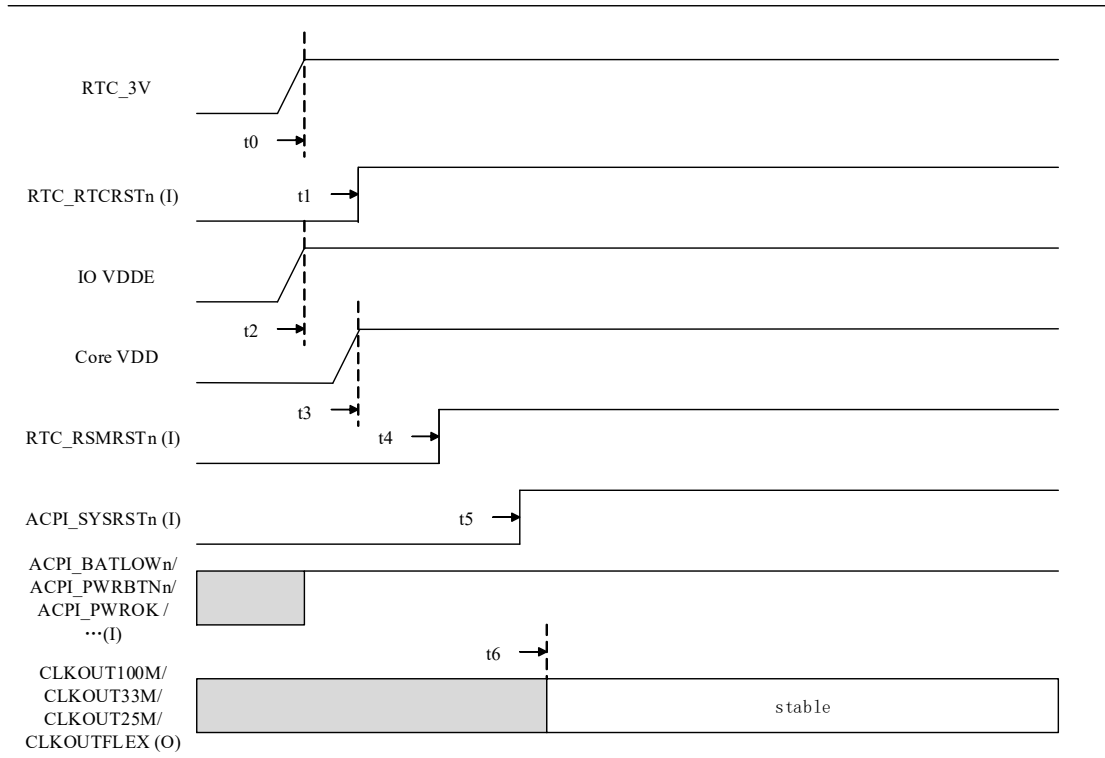 RTC_3V
t0
RTC_RTCRSTn (I)
t1
IO VDDE
t2
Core VDD
t3
RTC_RSMRSTn (I)
t4
ACPI_SYSRSTn (I)
t5
ACPI_BATLOWn/
ACPI_PWRBTNn/
ACPI_PWROK /
…(I)
t6
CLKOUT100M/
CLKOUT33M/
CLKOUT25M/
CLKOUTFLEX (O)
stable